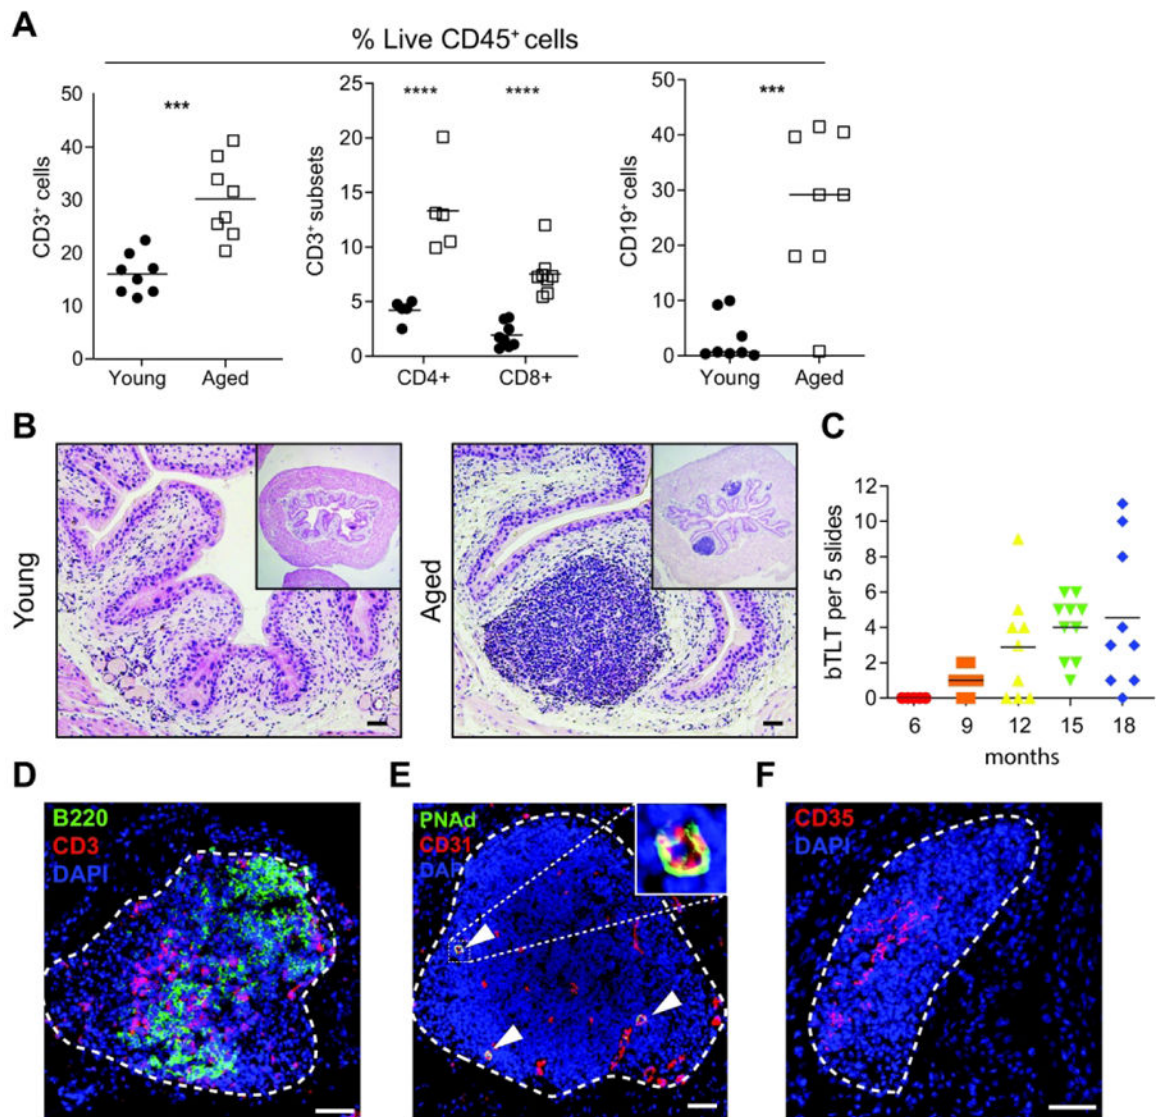 A
% Live CD45⁺ cells
CD3⁺ cells
50
40
30
20
10
0
***
Young
Aged
CD3⁺ subsets
25
20
15
10
5
0
****
****
CD4+
CD8+
CD19⁺ cells
50
40
30
20
10
0
***
Young
Aged
B
Young
Aged
C
bTLT per 5 slides
12
10
8
6
4
2
0
6
9
12
15
18
months
D
B220
CD3
DAPI
E
PNAd
CD31
DAPI
F
CD35
DAPI